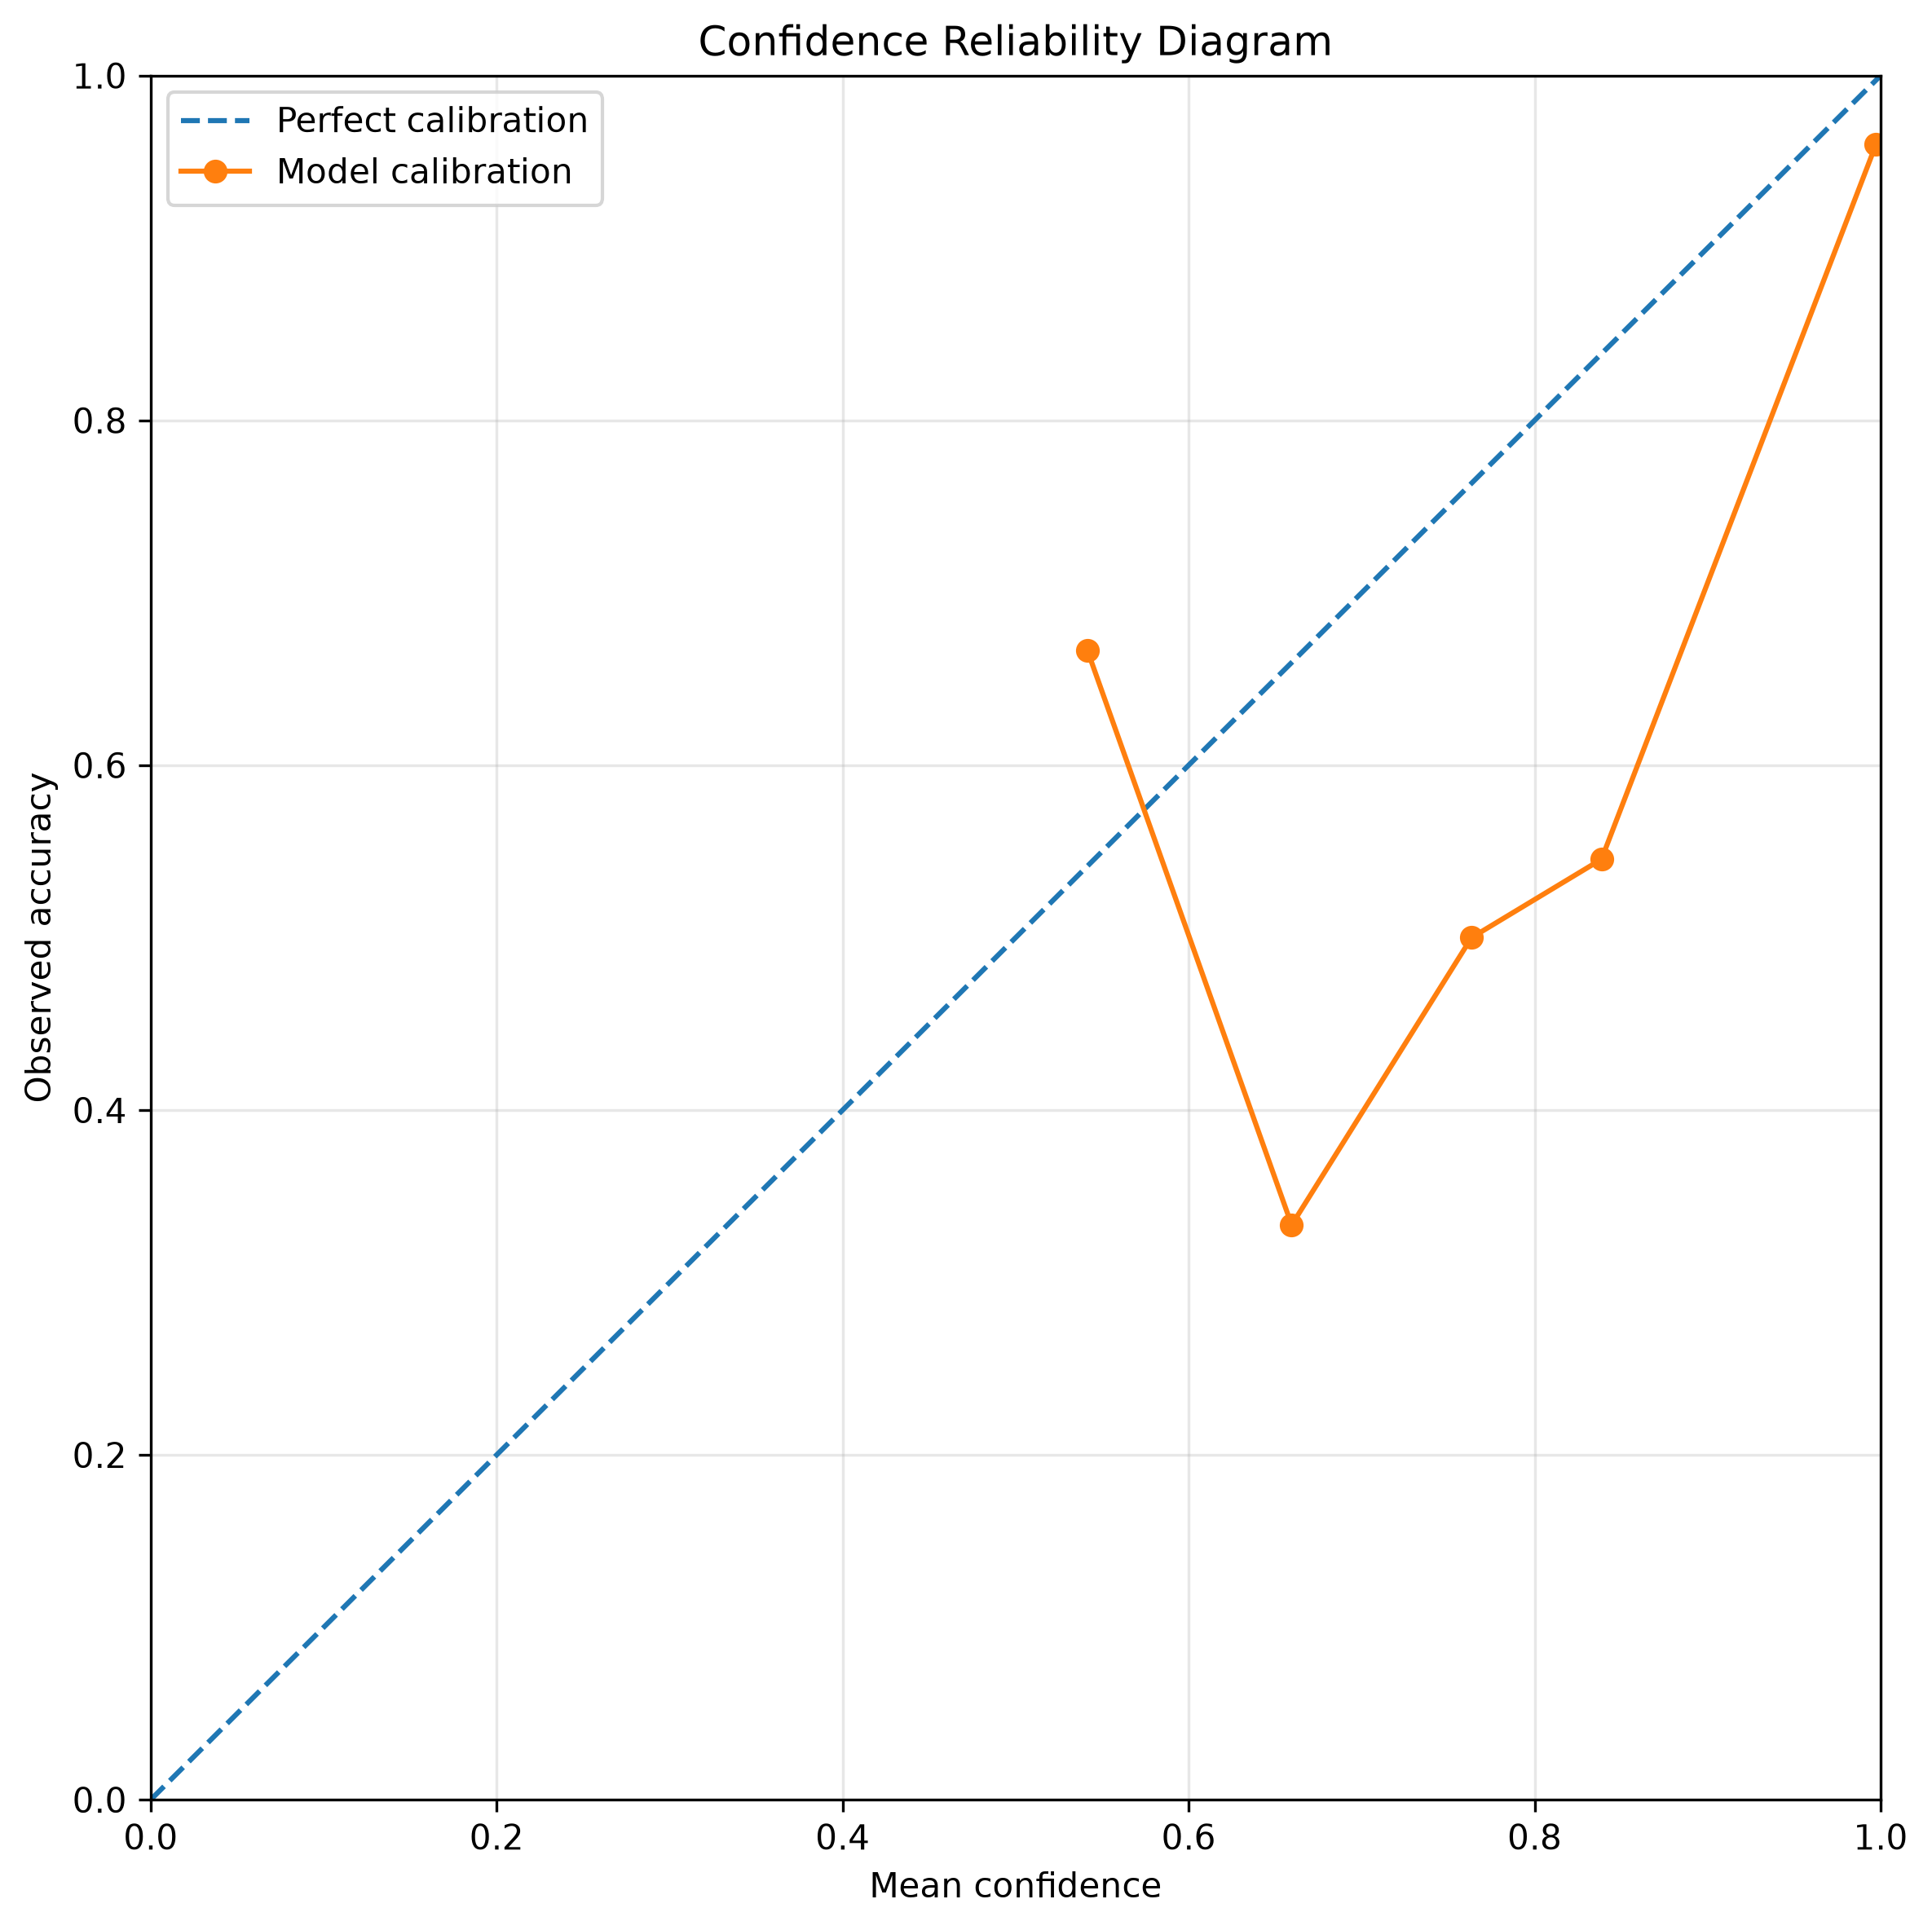 Confidence Reliability Diagram
Perfect calibration
Model calibration
1.0
0.8
0.6
0.4
0.2
0.0
Observed accuracy
0.0 0.2 0.4 0.6 0.8 1.0
Mean confidence